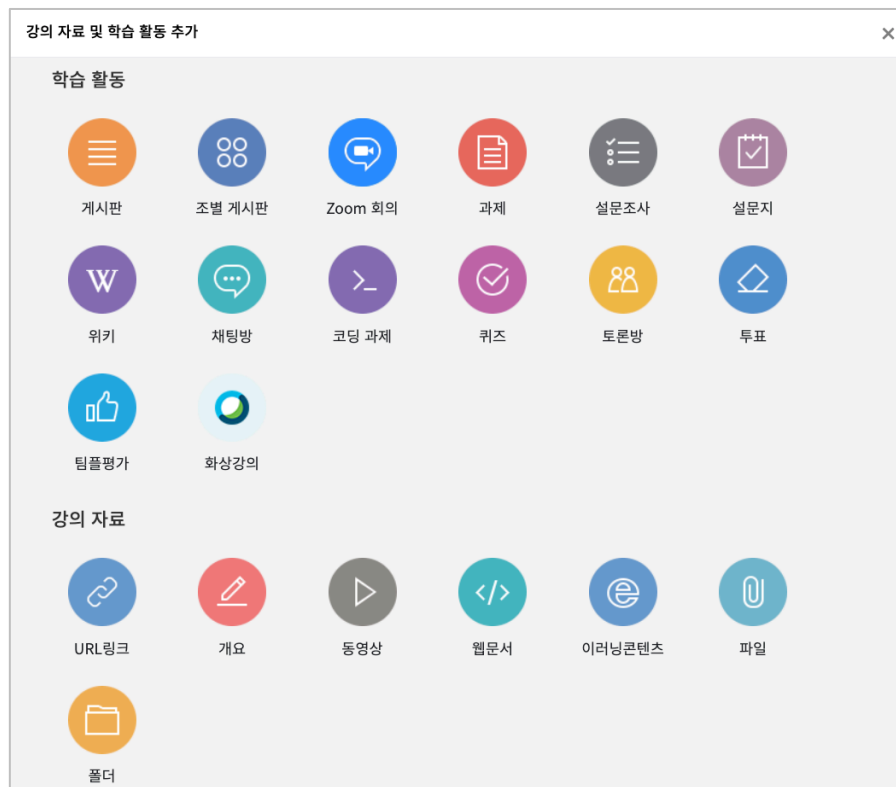 강의 자료 및 학습 활동 추가
학습 활동
게시판 조별 게시판 Zoom 회의 과제 설문조사 설문지
W
위키 채팅방 코딩 과제 퀴즈 토론방 투표
팀플평가 화상강의
강의 자료
URL링크 개요 동영상 웹문서 이러닝콘텐츠 파일
폴더